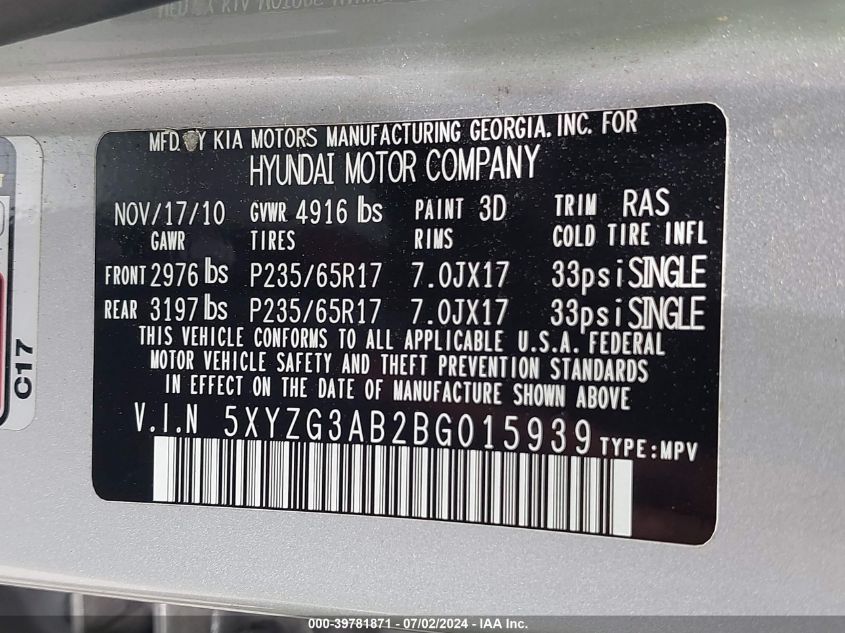 MFD. BY KIA MOTORS MANUFACTURING GEORGIA. INC. FOR
HYUNDAI MOTOR COMPANY
NOV/17/10 GVWR 4916 lbs PAINT 3D TRIM RAS
GAWR TIRES RIMS COLD TIRE INFL
FRONT 2976 lbs P235/65R17 7.0JX17 33psi SINGLE
REAR 3197 lbs P235/65R17 7.0JX17 33psi SINGLE
THIS VEHICLE CONFORMS TO ALL APPLICABLE U.S.A. FEDERAL
MOTOR VEHICLE SAFETY AND THEFT PREVENTION STANDARDS
IN EFFECT ON THE DATE OF MANUFACTURE SHOWN ABOVE
V.I.N 5XYZG3AB2BG015939 TYPE:MPV
C17
000-39781871 - 07/02/2024 - IAA Inc.